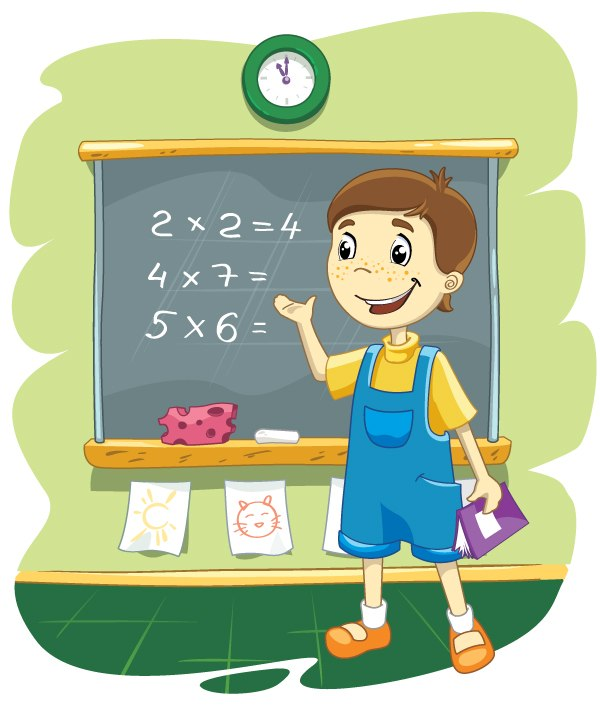 2 × 2 = 4
4 × 7 =
5 × 6 =